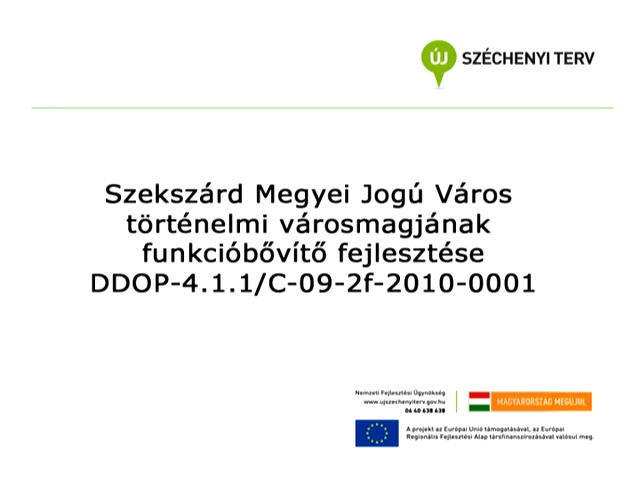 ÚJ SZÉCHENYI TERV
Szekszárd Megyei Jogú Város
történelmi városmagjának
funkcióbővítő fejlesztése
DDOP-4.1.1/C-09-2f-2010-0001
Nemzeti Fejlesztési Ügynökség
www.ujszechenyiterv.gov.hu
06 40 638 638
MAGYARORSZÁG MEGÚJUL
A projekt az Európai Unió támogatásával, az Európai
Regionális Fejlesztési Alap társfinanszírozásával valósul meg.